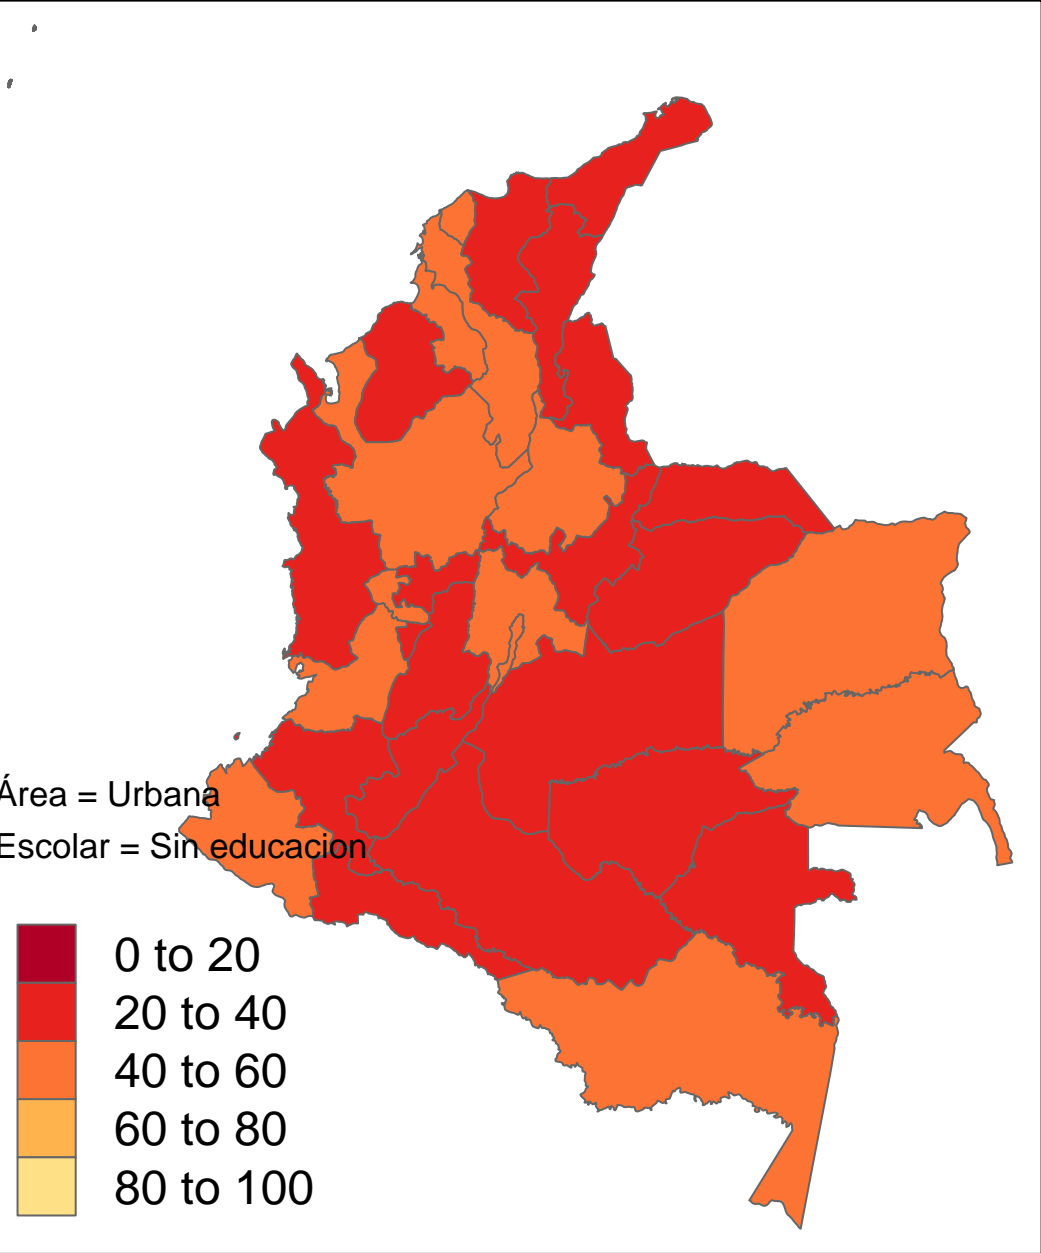 Área = Urbana
Escolar = Sin educacion
0 to 20
20 to 40
40 to 60
60 to 80
80 to 100